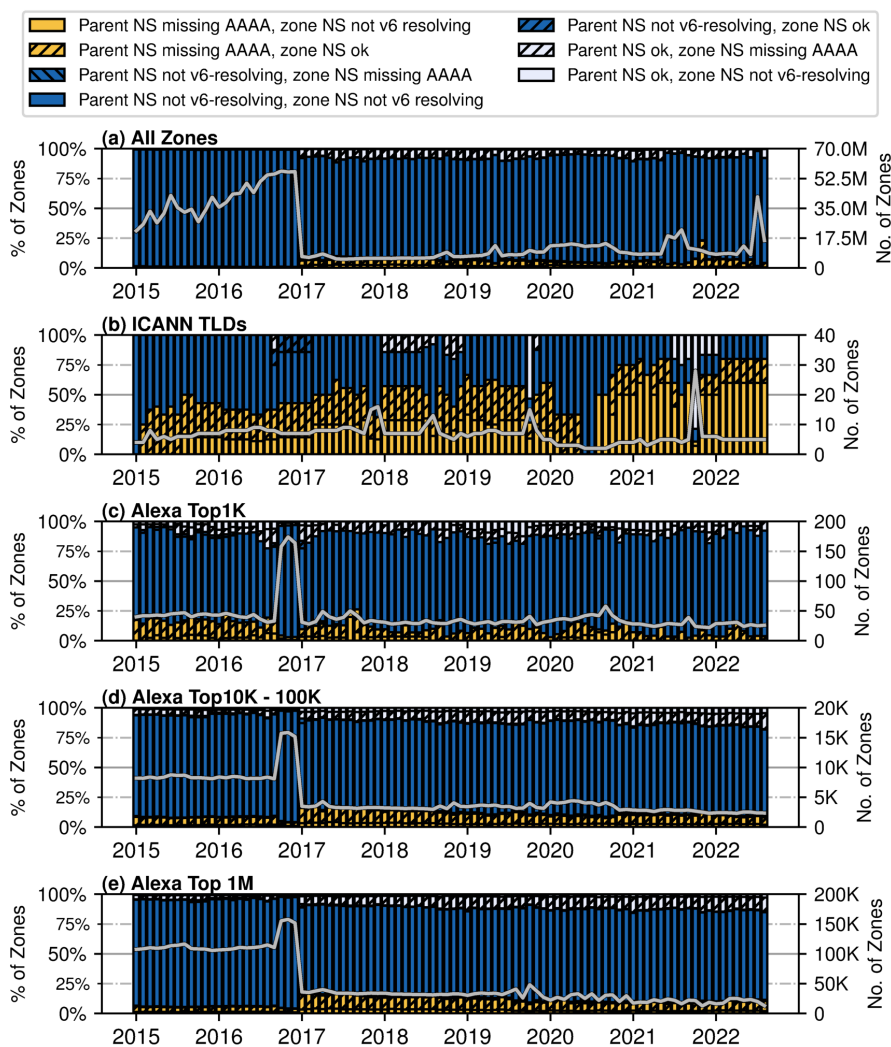 Parent NS missing AAAA, zone NS not v6 resolving
Parent NS missing AAAA, zone NS ok
Parent NS not v6-resolving, zone NS missing AAAA
Parent NS not v6-resolving, zone NS not v6 resolving
Parent NS not v6-resolving, zone NS ok
Parent NS ok, zone NS missing AAAA
Parent NS ok, zone NS not v6-resolving
(a) All Zones
% of Zones
100%
75%
50%
25%
0%
70.0M
52.5M
35.0M
17.5M
0
No. of Zones
2015 2016 2017 2018 2019 2020 2021 2022
(b) ICANN TLDs
% of Zones
100%
75%
50%
25%
0%
40
30
20
10
0
No. of Zones
2015 2016 2017 2018 2019 2020 2021 2022
(c) Alexa Top1K
% of Zones
100%
75%
50%
25%
0%
200
150
100
50
0
No. of Zones
2015 2016 2017 2018 2019 2020 2021 2022
(d) Alexa Top10K - 100K
% of Zones
100%
75%
50%
25%
0%
20K
15K
10K
5K
0
No. of Zones
2015 2016 2017 2018 2019 2020 2021 2022
(e) Alexa Top 1M
% of Zones
100%
75%
50%
25%
0%
200K
150K
100K
50K
0
No. of Zones
2015 2016 2017 2018 2019 2020 2021 2022